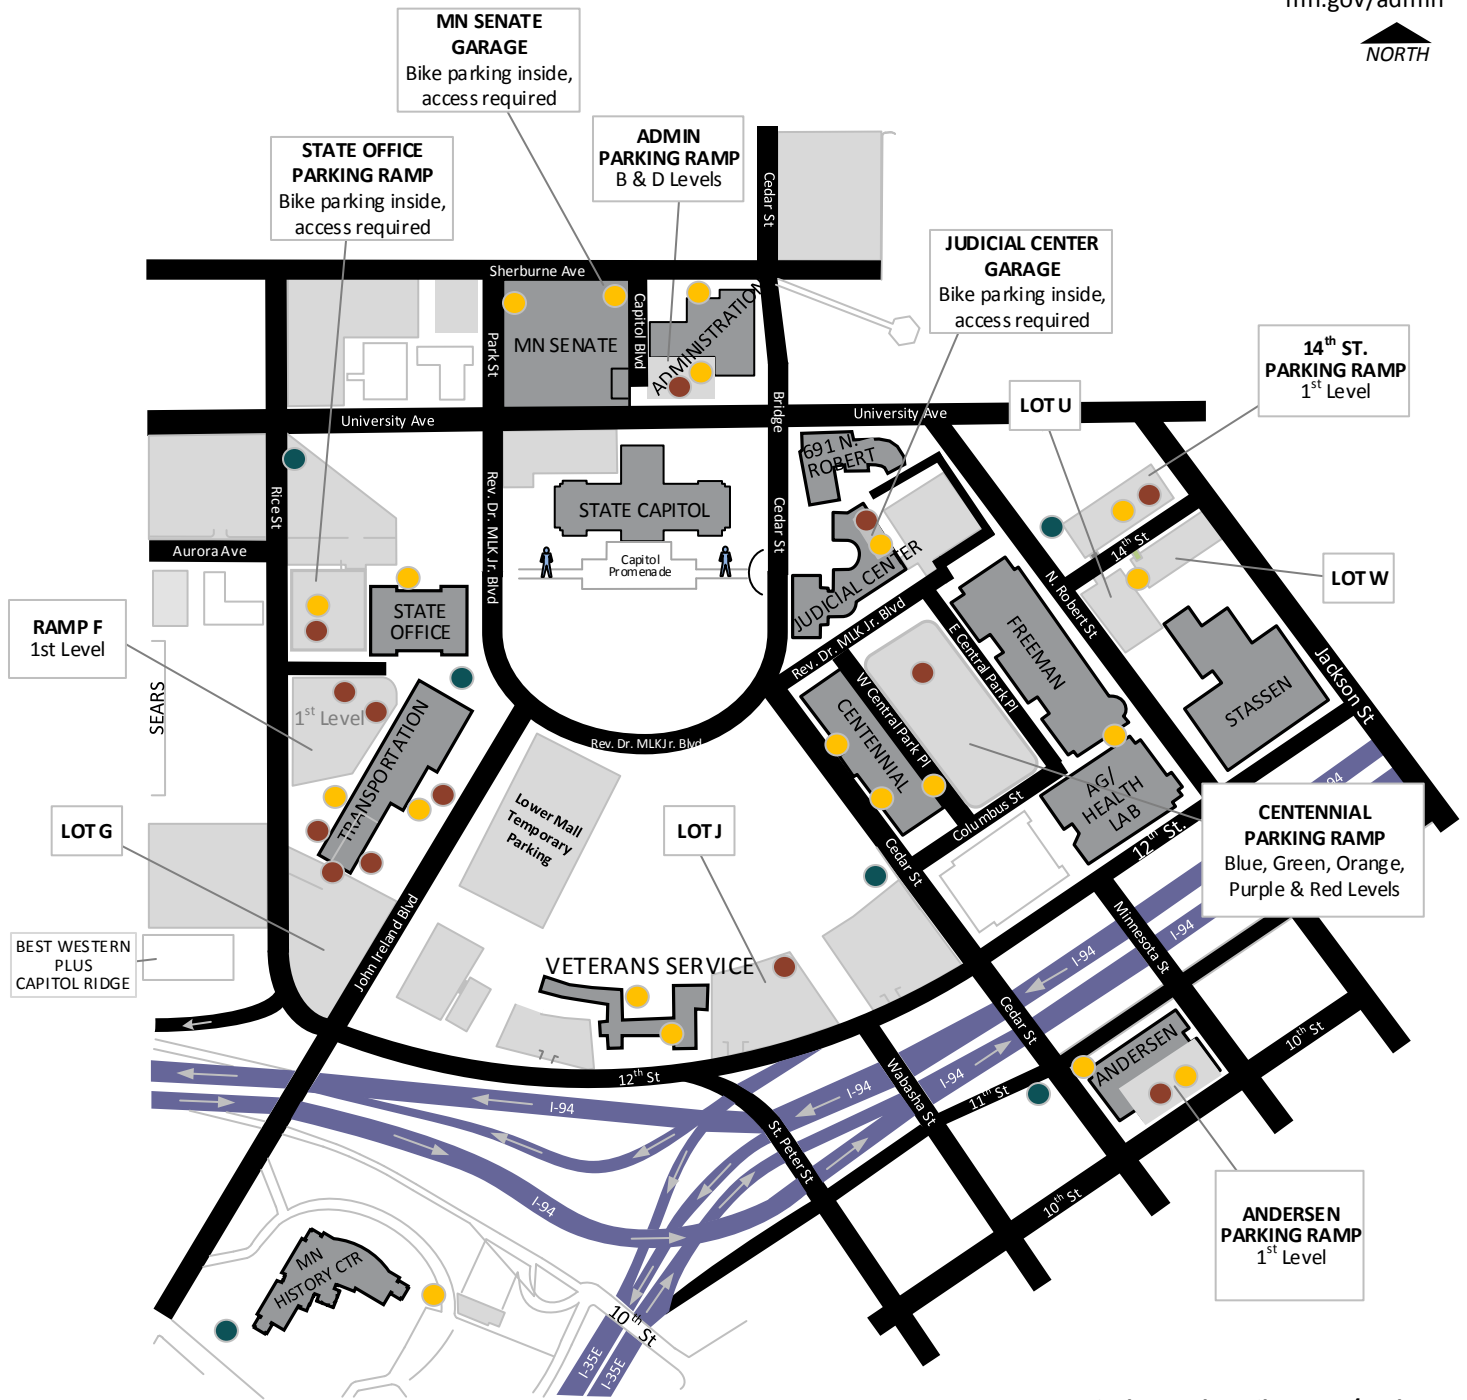 NORTH
MN SENATE
GARAGE
Bike parking inside,
access required
ADMIN
PARKING RAMP
B & D Levels
STATE OFFICE
PARKING RAMP
Bike parking inside,
access required
JUDICIAL CENTER
GARAGE
Bike parking inside,
access required
14th ST.
PARKING RAMP
1st Level
LOT U
LOT W
RAMP F
1st Level
LOT G
LOT J
CENTENNIAL
PARKING RAMP
Blue, Green, Orange,
Purple & Red Levels
ANDERSEN
PARKING RAMP
1st Level
BEST WESTERN
PLUS
CAPITOL RIDGE
SEARS
Cedar St
Sherburne Ave
Park St
Capitol Blvd
MN SENATE
ADMINISTRATION
University Ave
Bridge
University Ave
691 N.
ROBERT
Rice St
Rev. Dr. MLK Jr. Blvd
STATE CAPITOL
Cedar St
Aurora Ave
Capitol
Promenade
STATE
OFFICE
JUDICIAL CENTER
14th St
N. Robert St
FREEMAN
Rev. Dr. MLK Jr. Blvd
E Central Park Pl
W Central Park Pl
CENTENNIAL
STASSEN
Jackson St
1st Level
TRANSPORTATION
Rev. Dr. MLK Jr. Blvd
Lower Mall
Temporary
Parking
Columbus St
AG/
HEALTH
LAB
12th St.
94
Cedar St
John Ireland Blvd
VETERANS SERVICE
Minnesota St
I-94
I-94
Cedar St
10th St
ANDERSEN
12th St
I-94
I-94
I-94
Wabasha St
11th St
St. Peter St
I-94
10th St
MN
HISTORY CTR
10th St
I-35E
I-35E